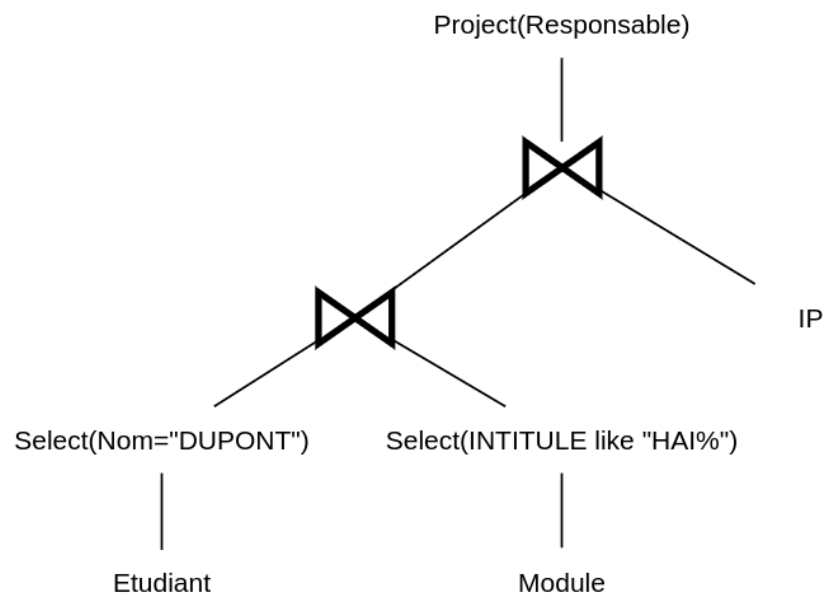 Project(Responsable)
IP
Select(Nom="DUPONT")
Select(INTITULE like "HAI%")
Etudiant
Module